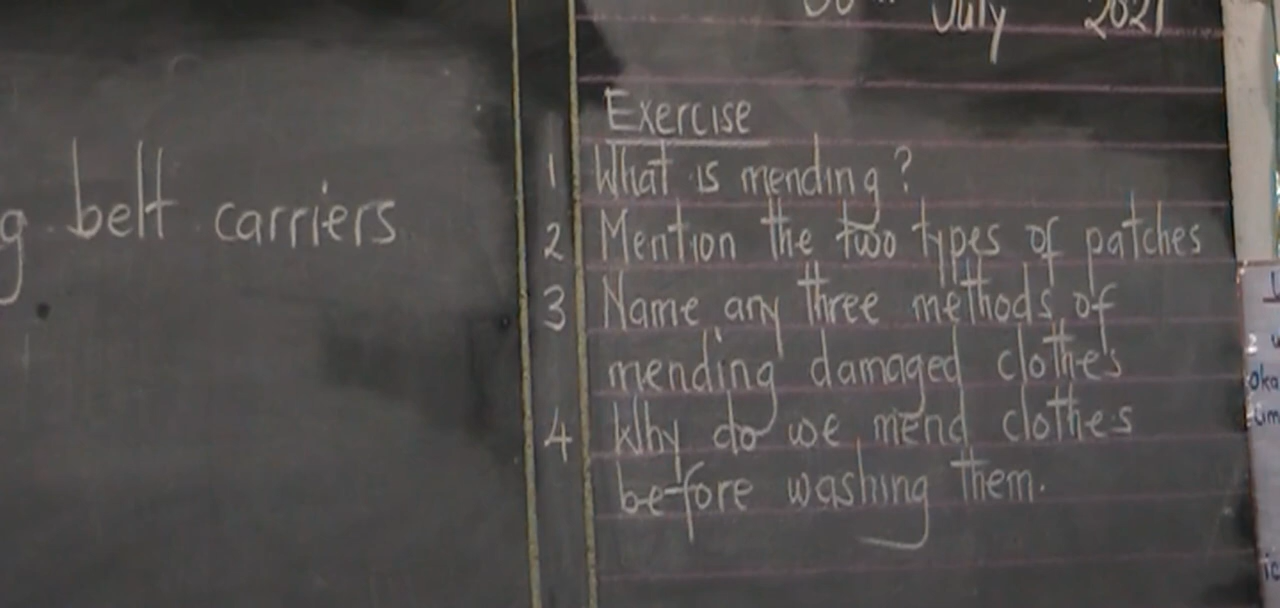 July 2021
Exercise
1 What is mending?
g belt carriers
2 Mention the two types of patches
3 Name any three methods of
mending damaged clothes
4 Why do we mend clothes
before washing them.